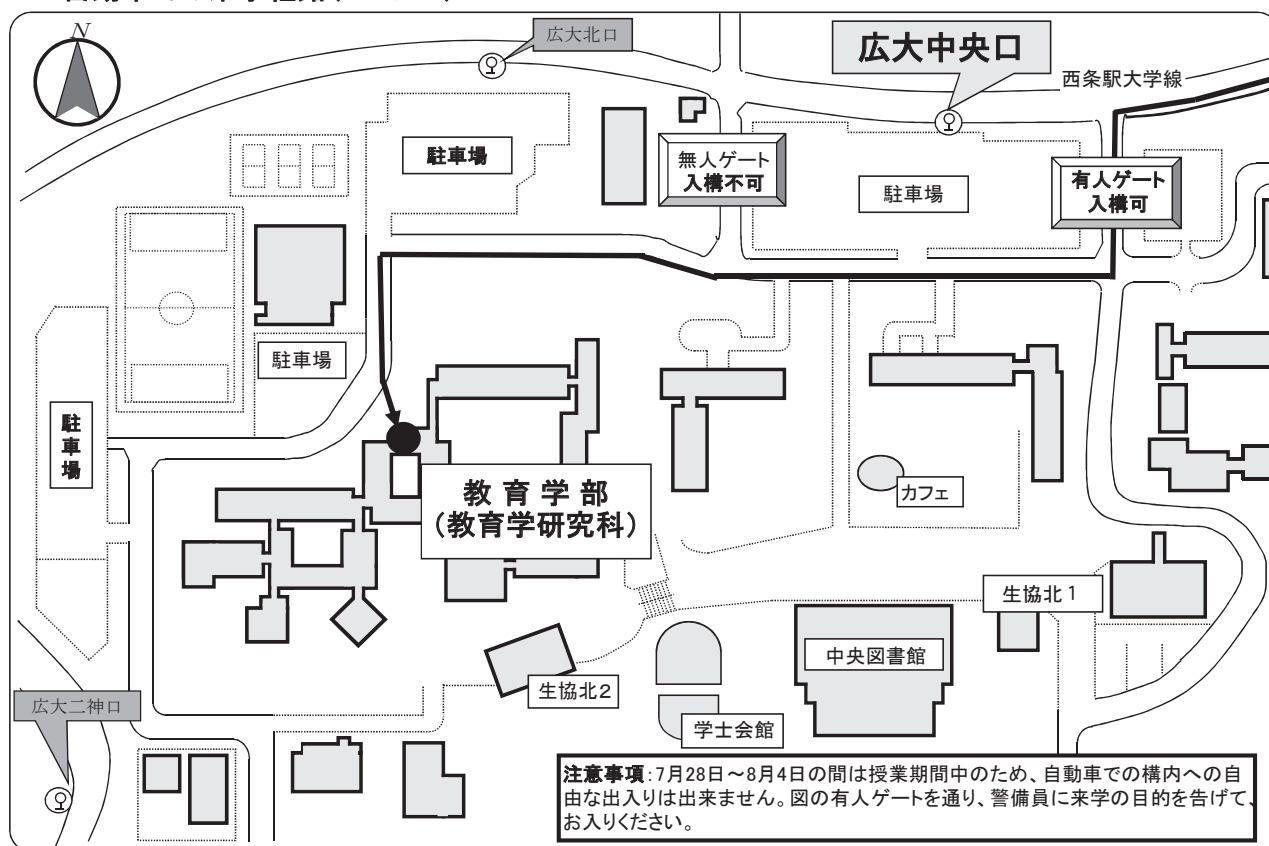 N
広大北口
広大中央口
西条駅大学線
駐車場
無人ゲート
入構不可
駐車場
有人ゲート
入構可
駐車場
駐車場
教育学部
(教育学研究科)
カフェ
生協北1
中央図書館
生協北2
学士会館
広大二神口
注意事項:7月28日~8月4日の間は授業期間中のため、自動車での構内への自
由な出入りは出来ません。図の有人ゲートを通り、警備員に来学の目的を告げて、
お入りください。